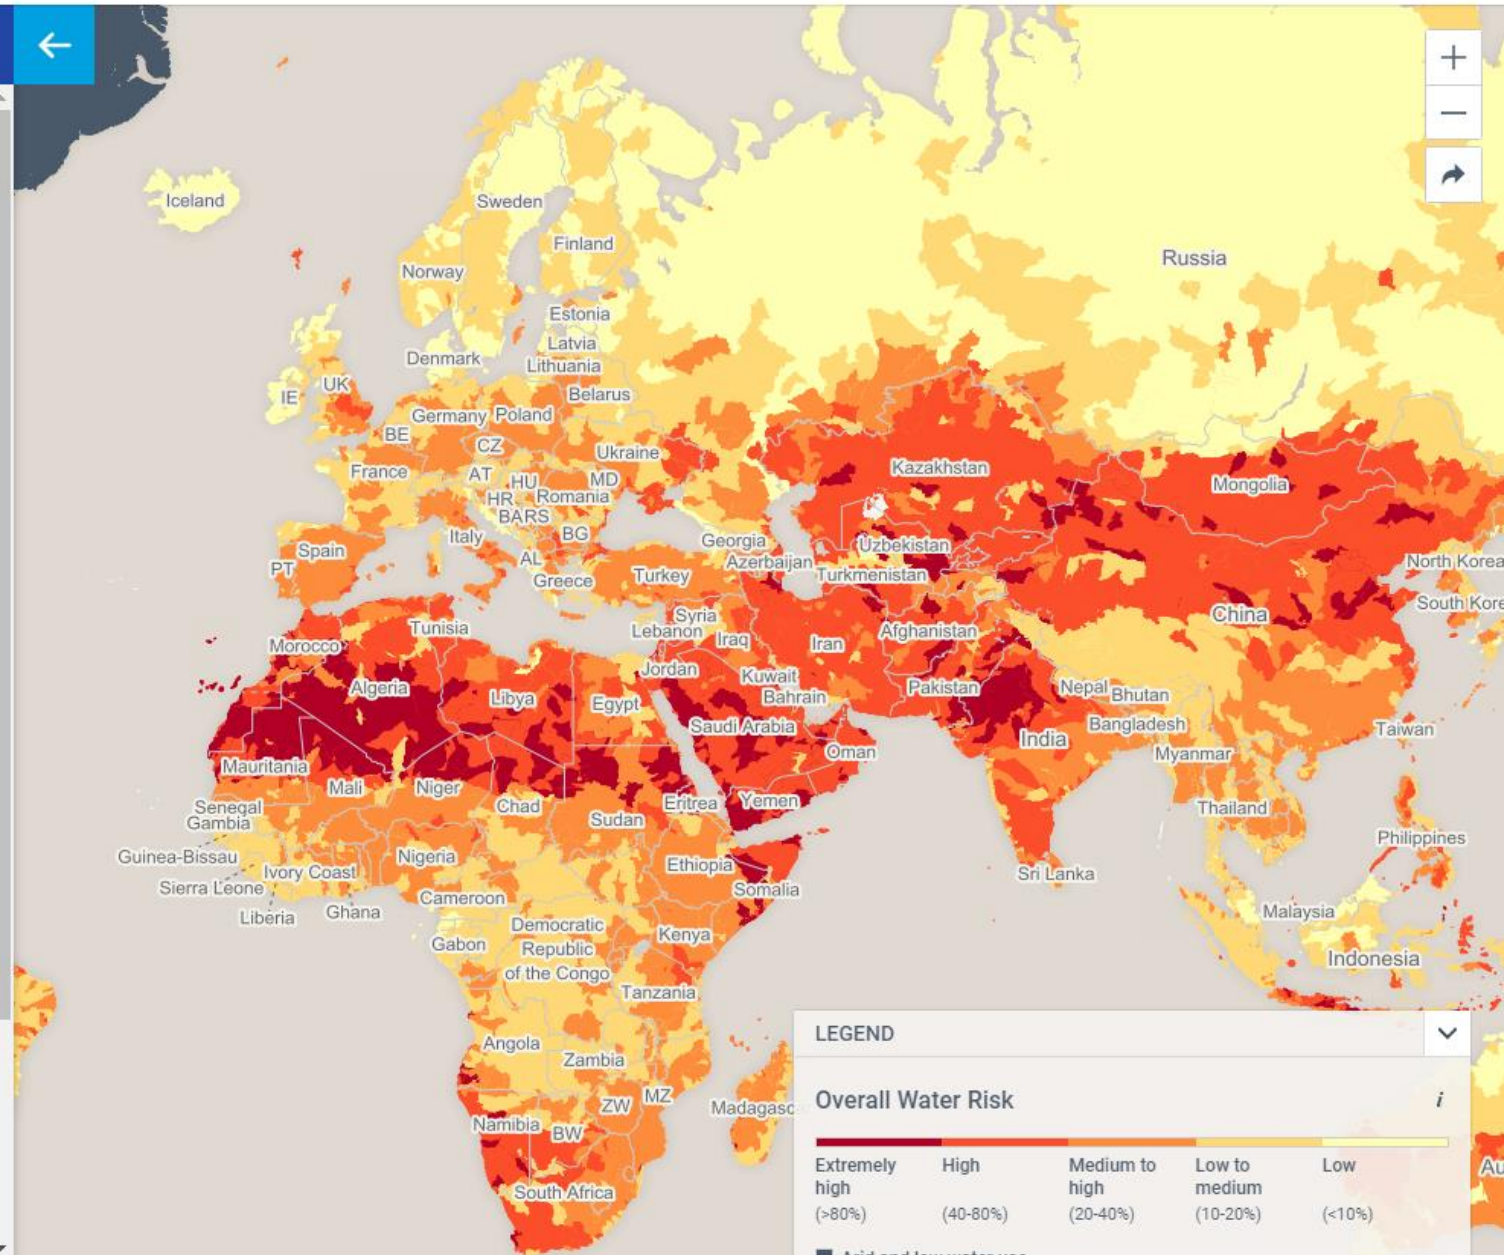 Iceland
Sweden
Finland
Norway
Russia
Estonia
Latvia
Denmark
Lithuania
UK
IE
Belarus
Germany
Poland
BE
CZ
Ukraine
France
AT
HU
MD
Kazakhstan
Mongolia
HR
Romania
BARS
Italy
BG
Georgia
Uzbekistan
Spain
AL
Azerbaijan
North Korea
PT
Greece
Turkey
Turkmenistan
South Kore
Syria
China
Tunisia
Lebanon
Iraq
Iran
Afghanistan
Morocco
Jordan
Kuwait
Algeria
Libya
Egypt
Bahrain
Pakistan
Nepal
Bhutan
Saudi Arabia
Bangladesh
Taiwan
India
Oman
Myanmar
Mauritania
Mali
Niger
Chad
Eritrea
Yemen
Senegal
Gambia
Sudan
Thailand
Philippines
Guinea-Bissau
Nigeria
Ethiopia
Ivory Coast
Sierra Leone
Somalia
Sri Lanka
Cameroon
Liberia
Ghana
Malaysia
Democratic
Republic
of the Congo
Gabon
Kenya
Indonesia
Tanzania
Angola
Zambia
MZ
ZW
Madagasc
Namibia
BW
South Africa
Au
LEGEND
Overall Water Risk
i
Extremely high
High
Medium to high
Low to medium
Low
(>80%)
(40-80%)
(20-40%)
(10-20%)
(<10%)
Arid and low water use